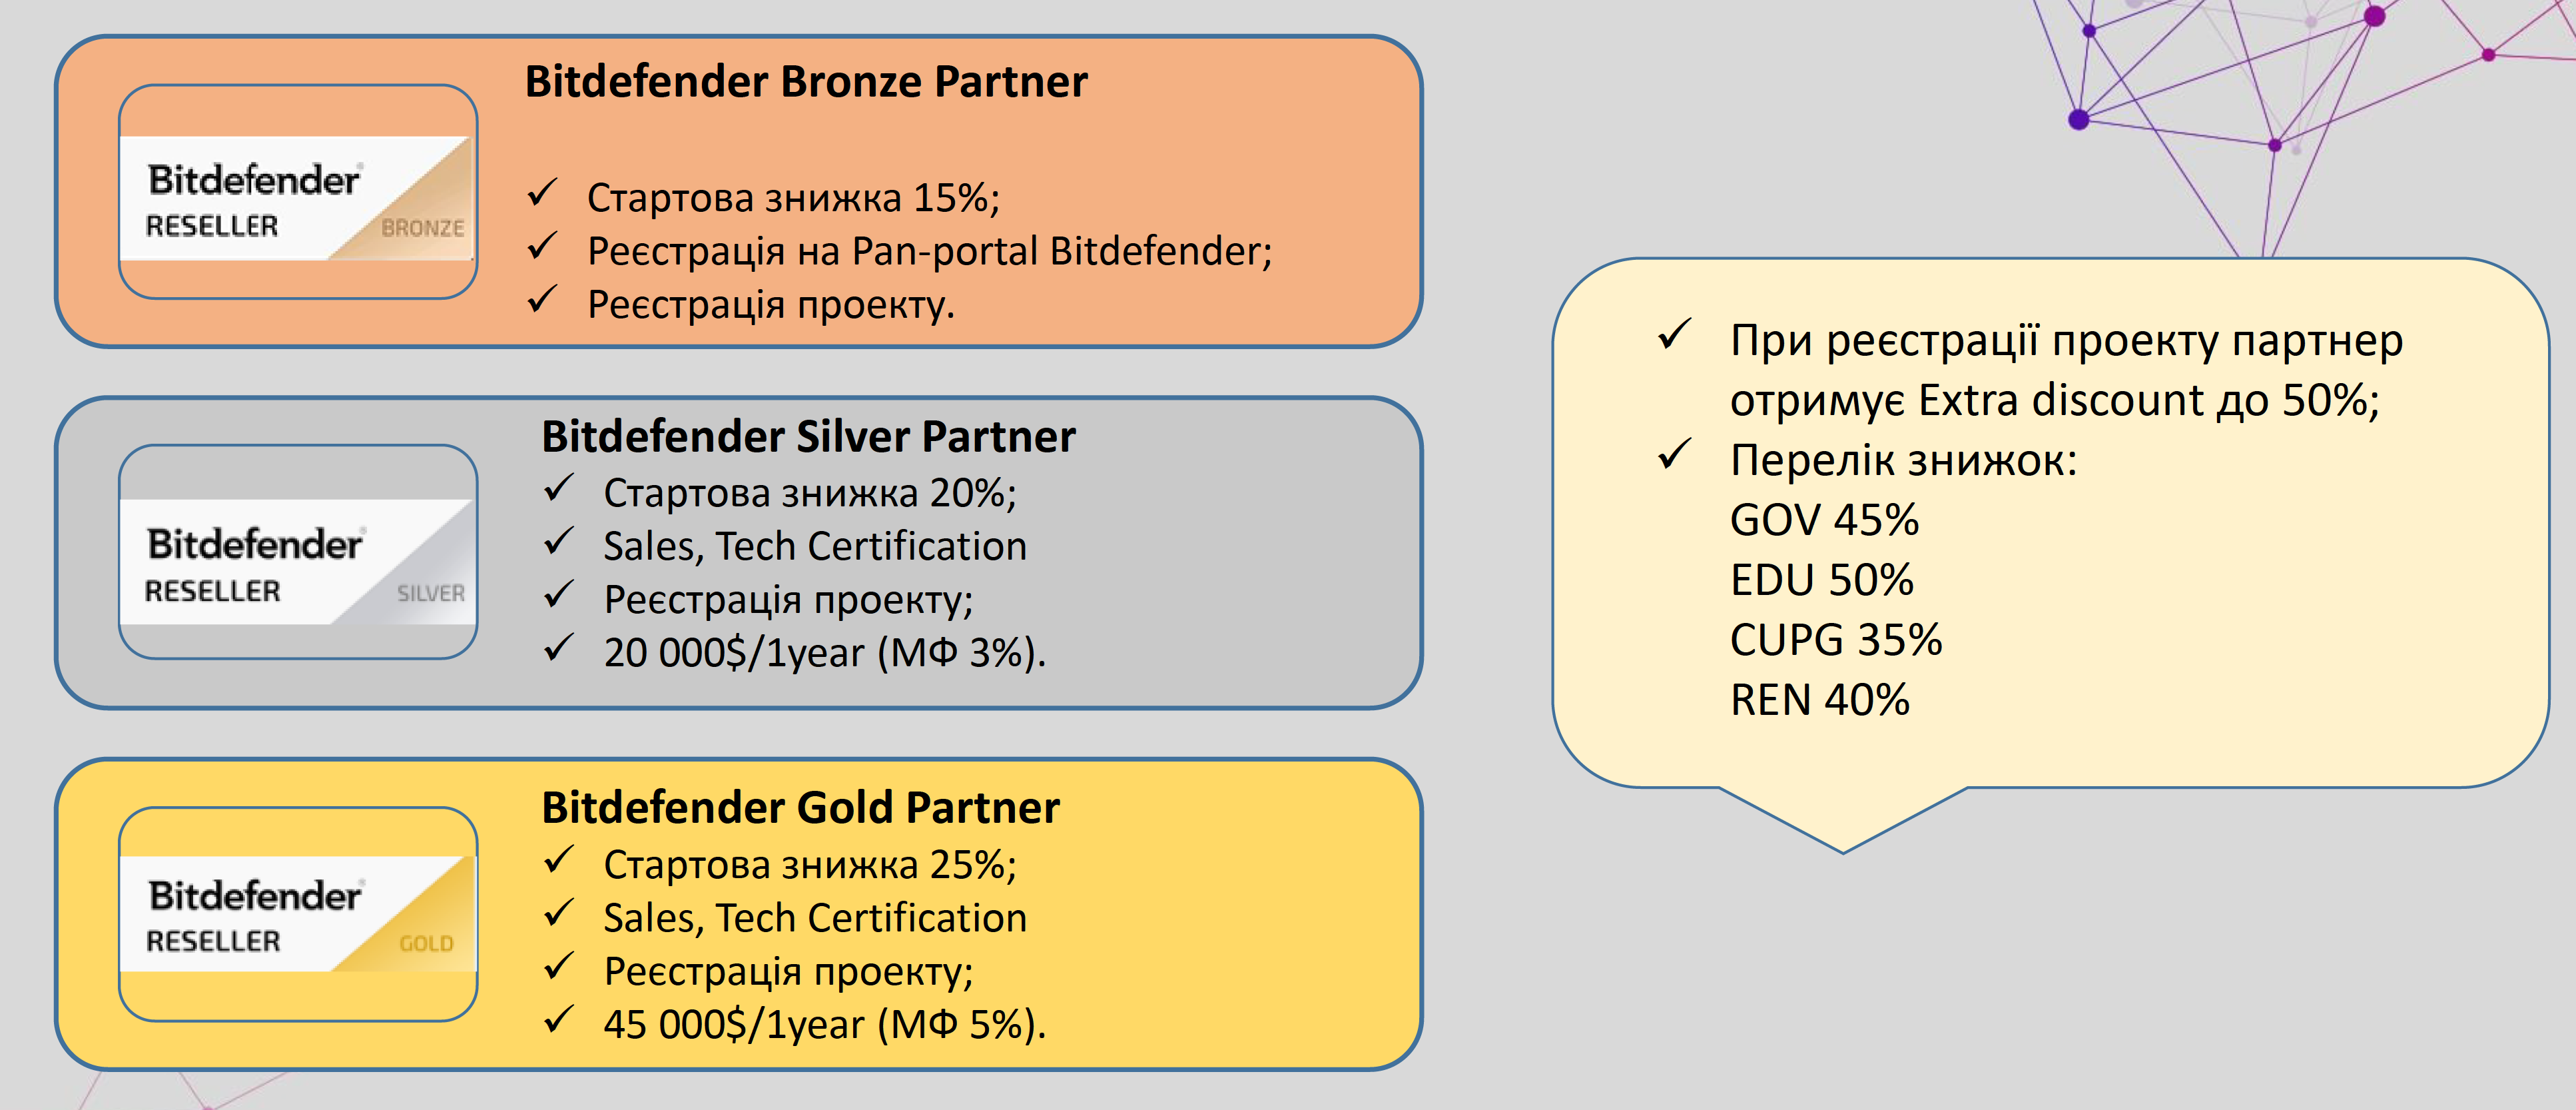 Bitdefender Bronze Partner
Bitdefender®
RESELLER
BRONZE
✓ Стартова знижка 15%;
✓ Реєстрація на Pan-portal Bitdefender;
✓ Реєстрація проекту.
Bitdefender Silver Partner
Bitdefender®
RESELLER
SILVER
✓ Стартова знижка 20%;
✓ Sales, Tech Certification
✓ Реєстрація проекту;
✓ 20 000$/1year (МФ 3%).
Bitdefender Gold Partner
Bitdefender®
RESELLER
GOLD
✓ Стартова знижка 25%;
✓ Sales, Tech Certification
✓ Реєстрація проекту;
✓ 45 000$/1year (МФ 5%).
✓ При реєстрації проекту партнер
отримує Extra discount до 50%;
✓ Перелік знижок:
GOV 45%
EDU 50%
CUPG 35%
REN 40%